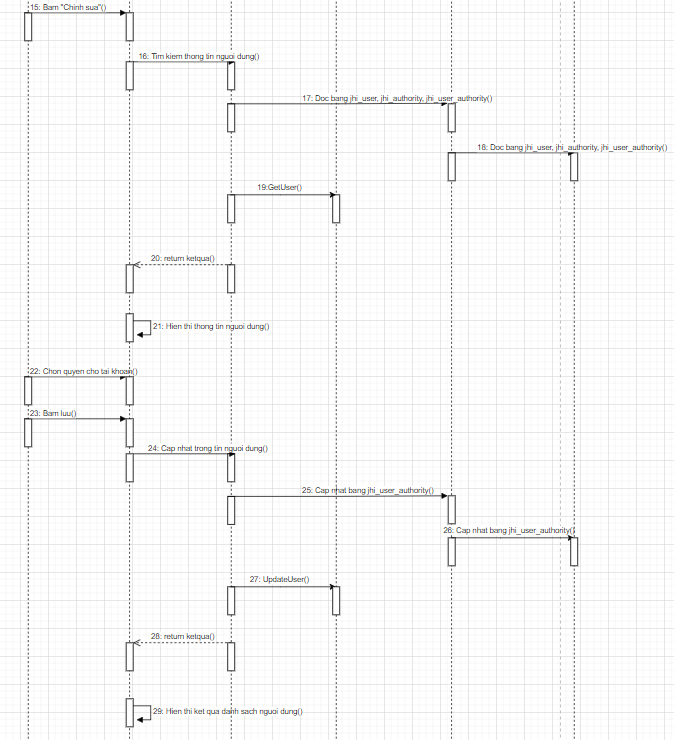 15: Bam "Chinh sua"()
16: Tim kiem thong tin nguoi dung()
17: Doc bang jhi_user, jhi_authority, jhi_user_authority()
18: Doc bang jhi_user, jhi_authority, jhi_user_authority()
19:GetUser()
20: return ketqua()
21: Hien thi thong tin nguoi dung()
22: Chon quyen cho tai khoan()
23: Bam luu()
24: Cap nhat trong tin nguoi dung()
25: Cap nhat bang jhi_user_authority()
26: Cap nhat bang jhi_user_authority()
27: UpdateUser()
28: return ketqua()
29: Hien thi ket qua danh sach nguoi dung()